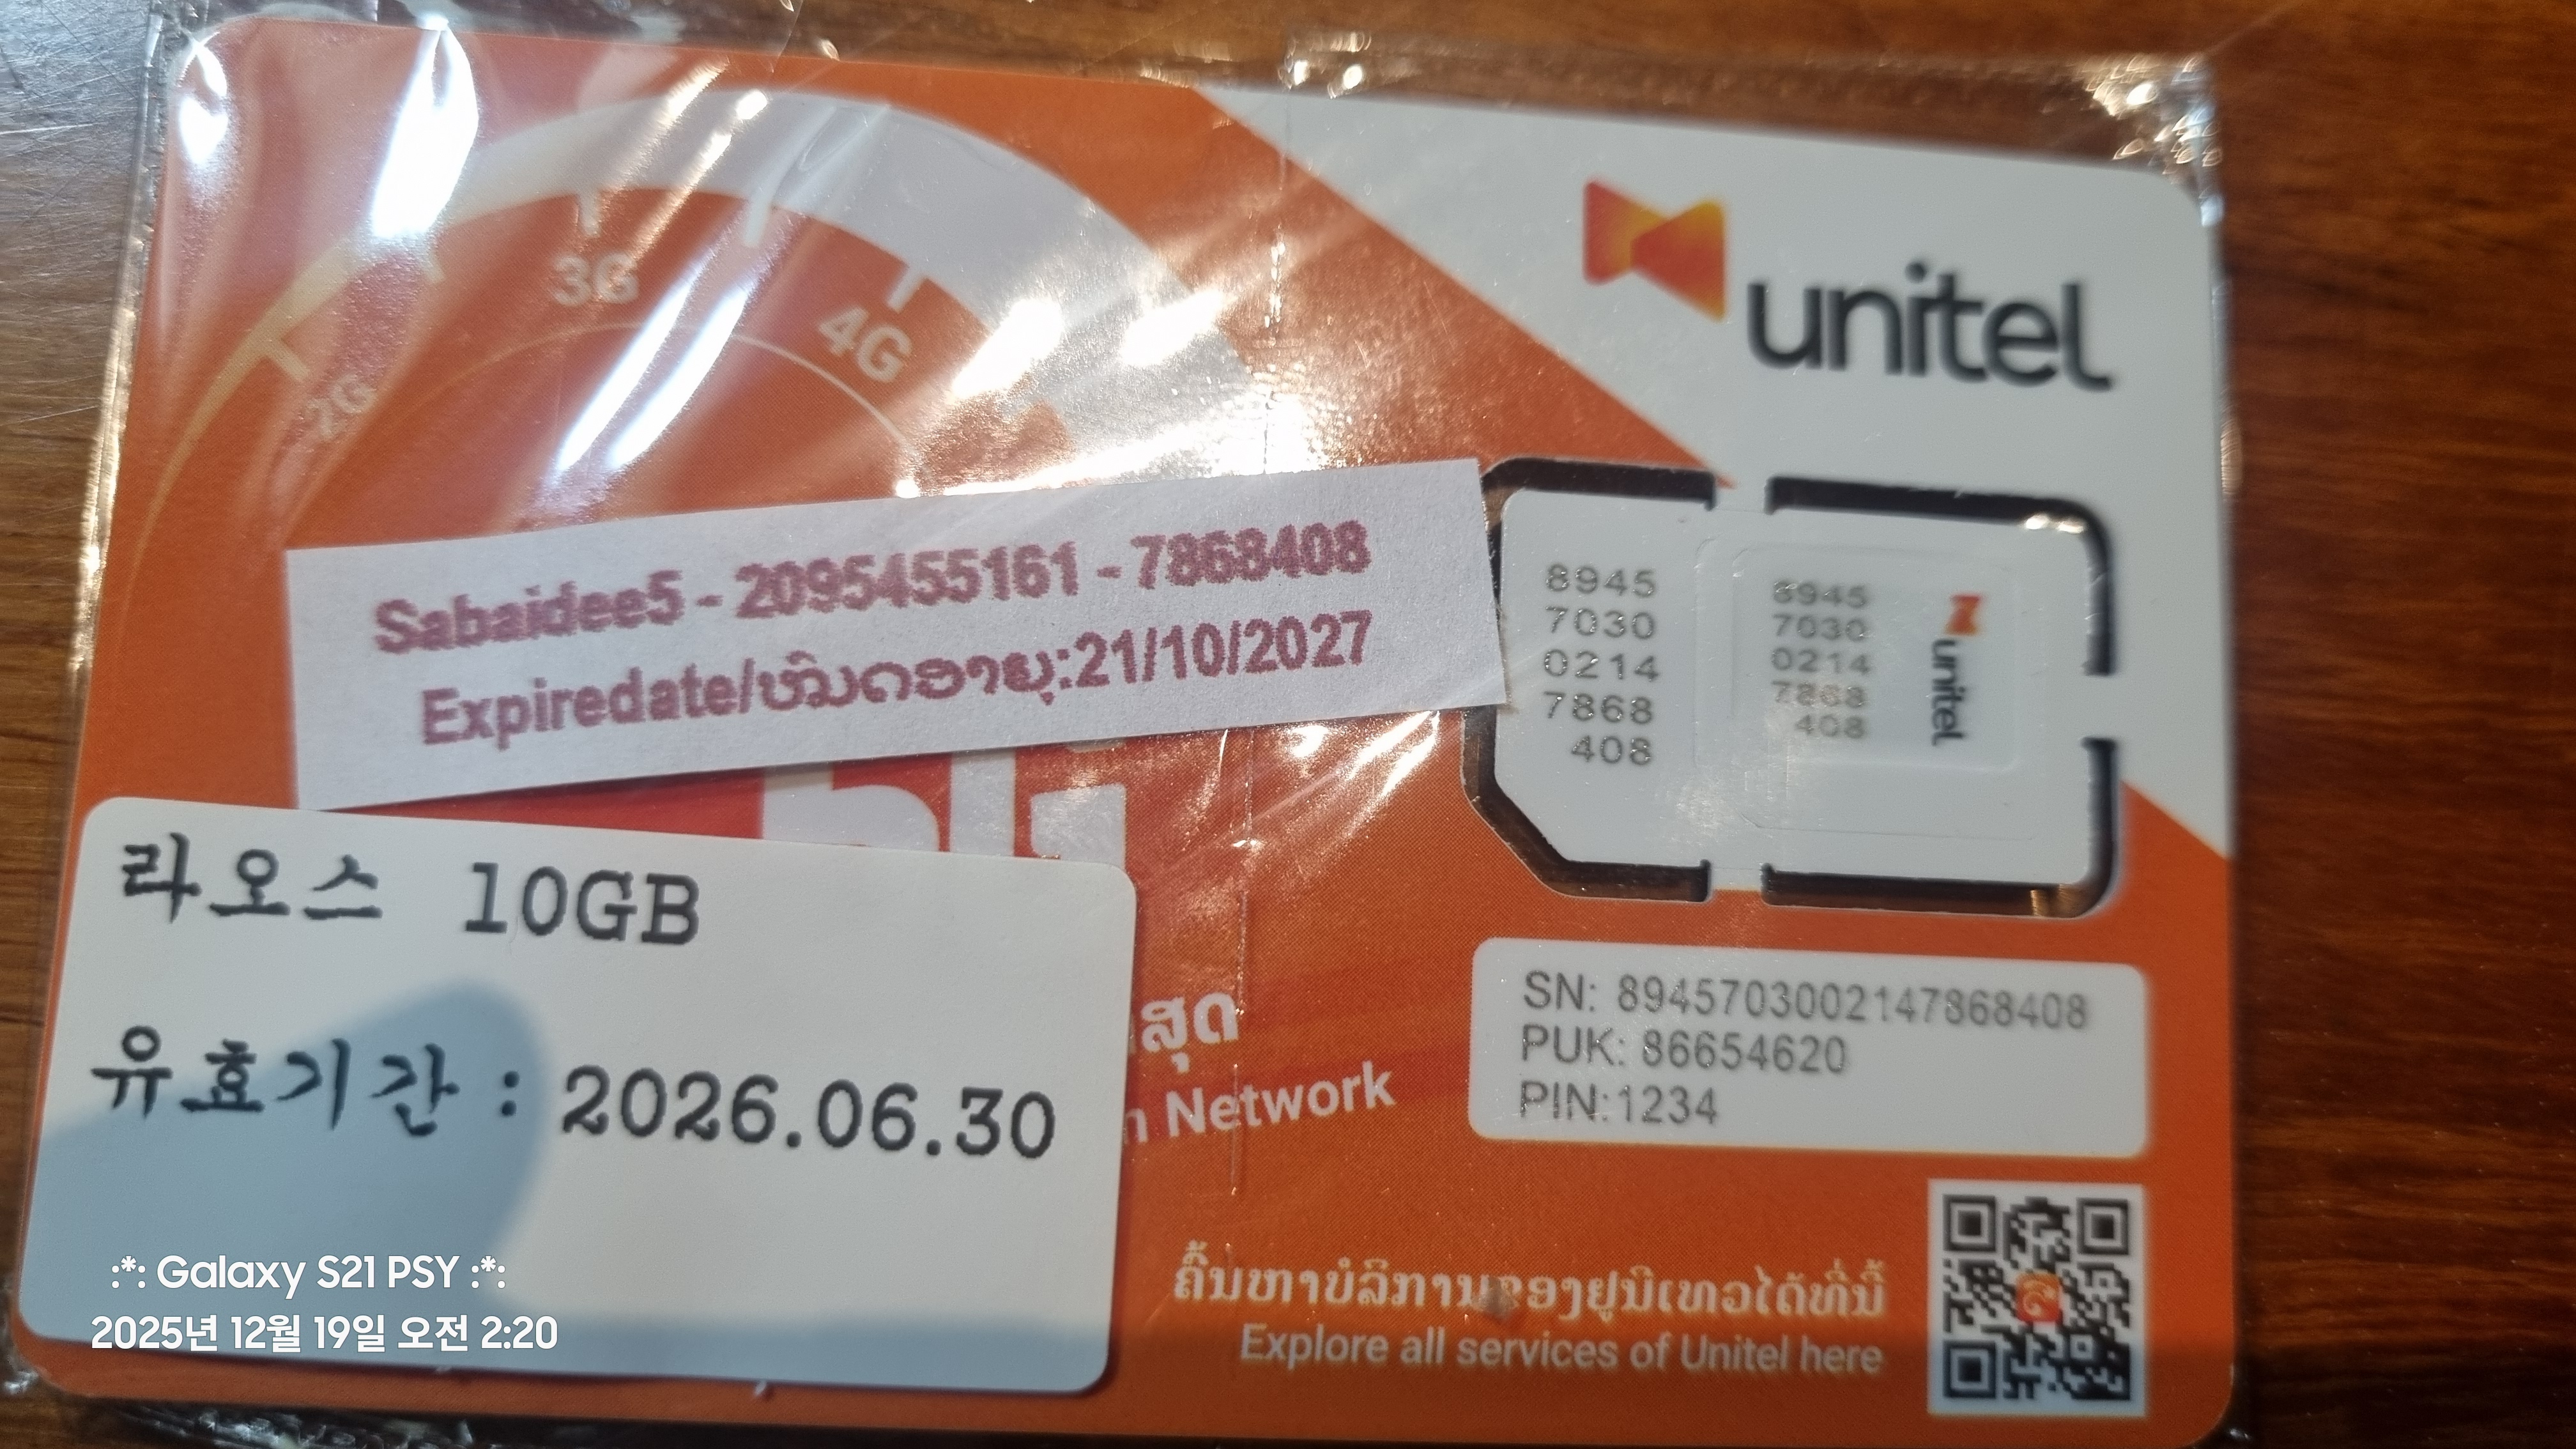 2G
3G
4G
unitel
Sabaidee5 - 2095455161 - 7868408
Expiredate/ຫົມດອາຍຸ:21/10/2027
8945
7030
0214
7868
408
8945
7030
0214
7868
408
unitel
라오스 10GB
유효기간 : 2026.06.30
ສຸດ
Network
SN: 8945703002147868408
PUK: 86654620
PIN:1234
ຄົ້ນຫາບໍລິການຂອງຢູນີເທວໄດ້ທີ່ນີ້
Explore all services of Unitel here
:*: Galaxy S21 PSY :*:
2025년 12월 19일 오전 2:20